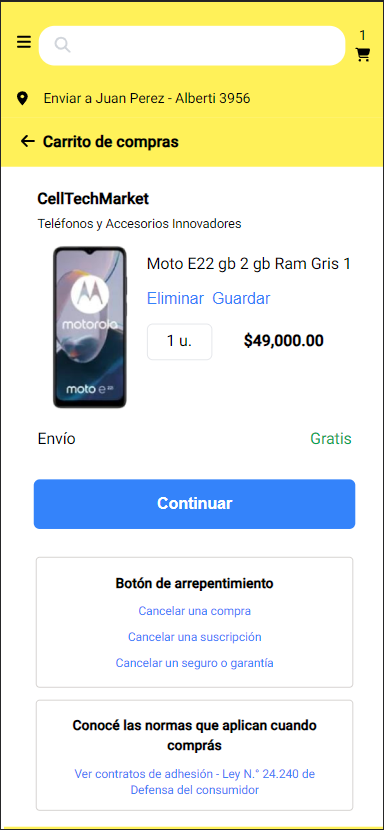 1
Enviar a Juan Perez - Alberti 3956
Carrito de compras
CellTechMarket
Teléfonos y Accesorios Innovadores
Moto E22 gb 2 gb Ram Gris 1
motorola
moto e²²
Eliminar Guardar
1 u.
$49,000.00
Envío
Gratis
Continuar
Botón de arrepentimiento
Cancelar una compra
Cancelar una suscripción
Cancelar un seguro o garantía
Conocé las normas que aplican cuando
comprás
Ver contratos de adhesión - Ley N.° 24.240 de
Defensa del consumidor